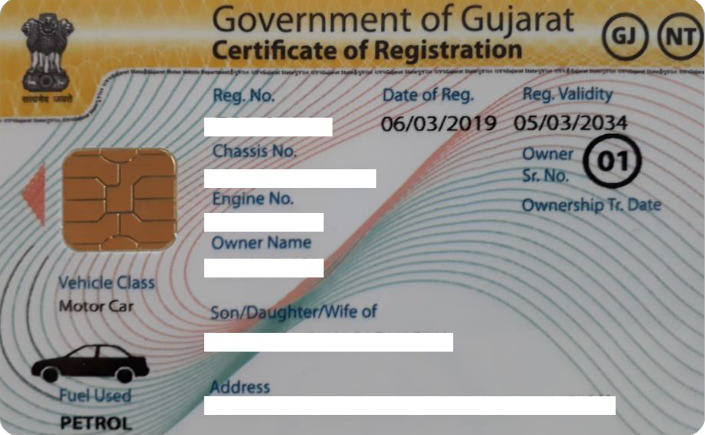 Government of Gujarat
Certificate of Registration
GJ NT
सत्यमेव जयते
Reg. No. Date of Reg. Reg. Validity
06/03/2019 05/03/2034
Chassis No. Owner Sr. No. 01
Engine No. Ownership Tr. Date
Owner Name
Vehicle Class
Motor Car
Son/Daughter/Wife of
Fuel Used
Address
PETROL